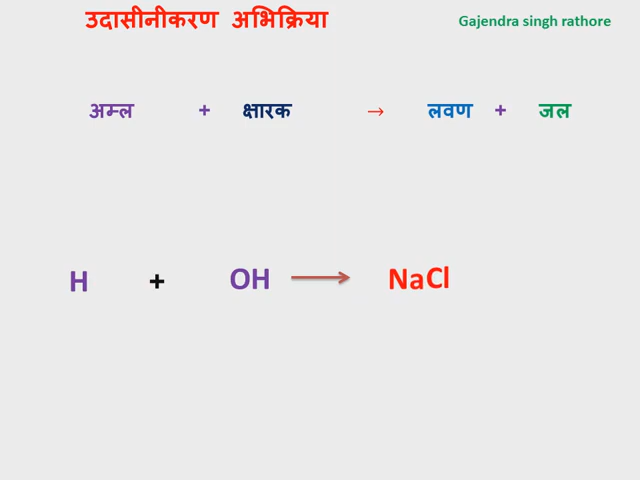 उदासीनीकरण अभिक्रिया
Gajendra singh rathore
अम्ल + क्षारक → लवण + जल
H + OH → NaCl